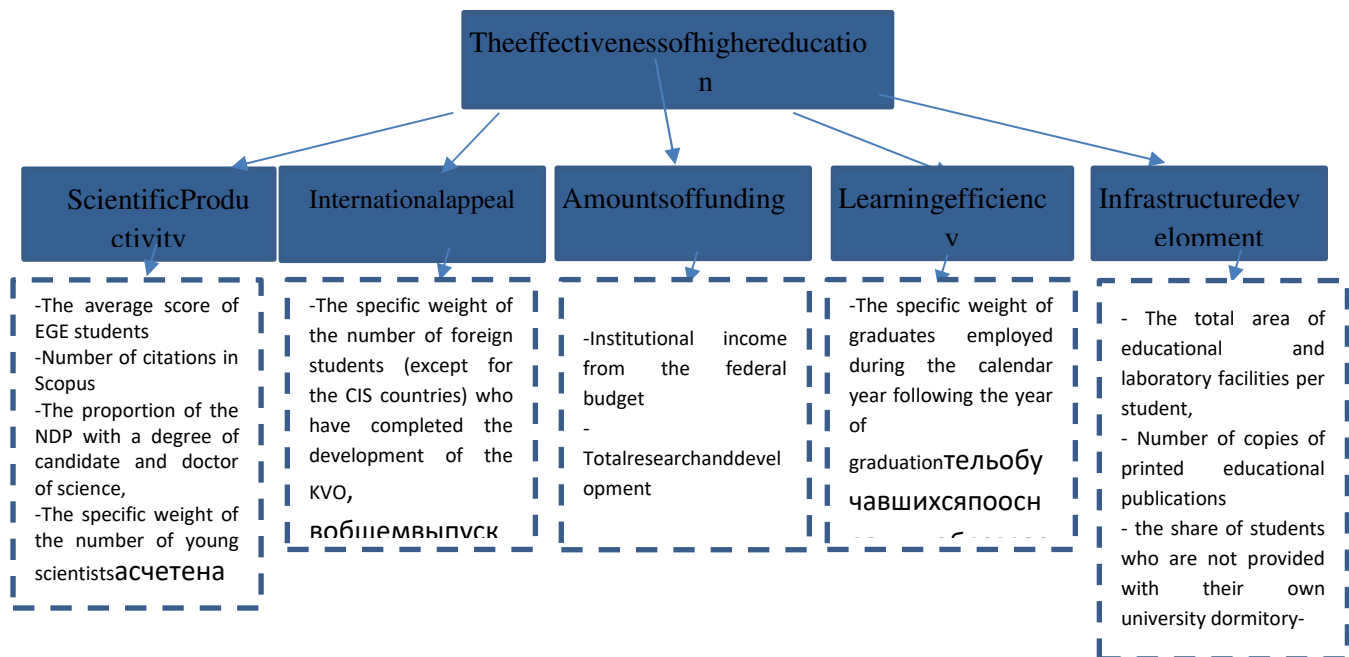 Theeffectivenessofhighereducatio
n
ScientificProdu
ctivity
Internationalappeal
Amountsoffunding
Learningefficienc
y
Infrastructuredev
elopment
-The average score of
EGE students
-Number of citations in
Scopus
-The proportion of the
NDP with a degree of
candidate and doctor
of science,
-The specific weight of
the number of young
scientistsасчетена
-The specific weight of
the number of foreign
students (except for
the CIS countries) who
have completed the
development of the
KVO,
вобщемвыпуск
-Institutional income
from the federal
budget
-
Totalresearchanddevel
opment
-The specific weight of
graduates employed
during the calendar
year following the year
of
graduationтельобу
чавшихсяпоосн
- The total area of
educational and
laboratory facilities per
student,
- Number of copies of
printed educational
publications
- the share of students
who are not provided
with their own
university dormitory-